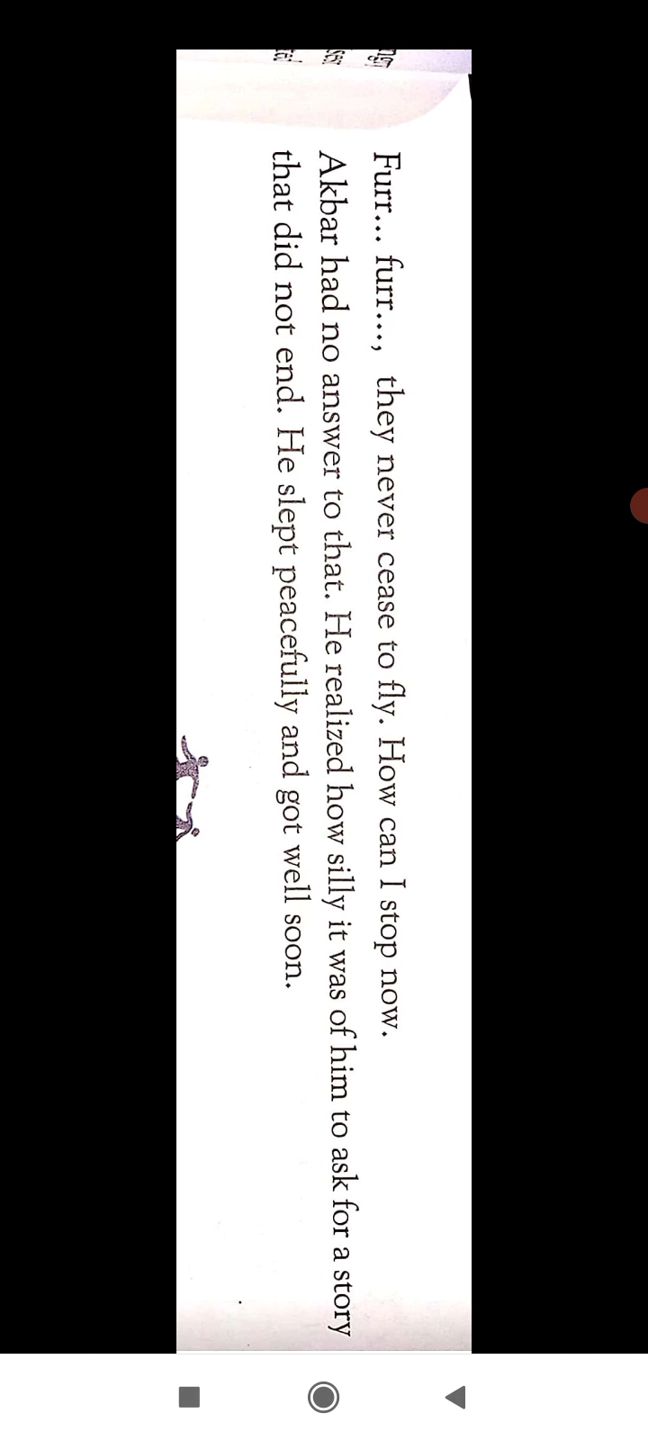 Furr... furr..., they never cease to fly. How can I stop now.
Akbar had no answer to that. He realized how silly it was of him to ask for a story
that did not end. He slept peacefully and got well soon.